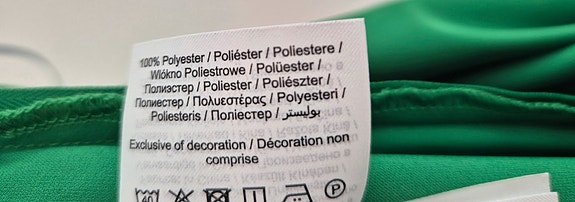 100% Polyester / Poliéster / Poliestere /
Włókno Poliestrowe / Polüester /
Полиэстер / Poliester / Poliészter /
Полиестер / Πολυεστέρας / Polyesteri /
Poliesteris / Поліестер / بوليستر
Exclusive of decoration / Décoration non
comprise
40
P